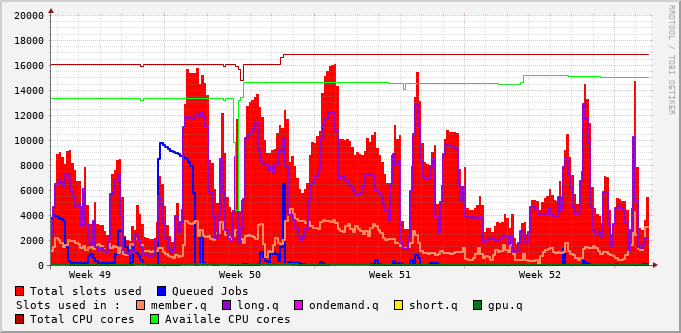 RRDTOOL / TOBI OETIKER
20000
18000
16000
14000
12000
10000
8000
6000
4000
2000
0
Week 49 Week 50 Week 51 Week 52
Total slots used Queued Jobs
Slots used in : member.q long.q ondemand.q short.q gpu.q
Total CPU cores Availale CPU cores